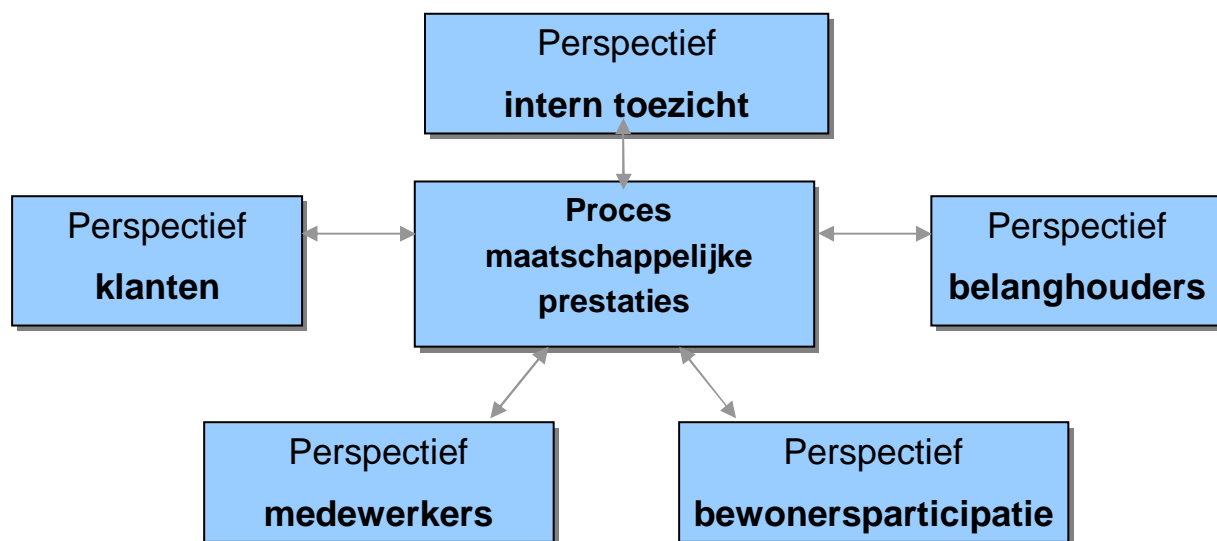 Perspectief
intern toezicht
Perspectief
klanten
Proces
maatschappelijke
prestaties
Perspectief
belanghouders
Perspectief
medewerkers
Perspectief
bewonersparticipatie